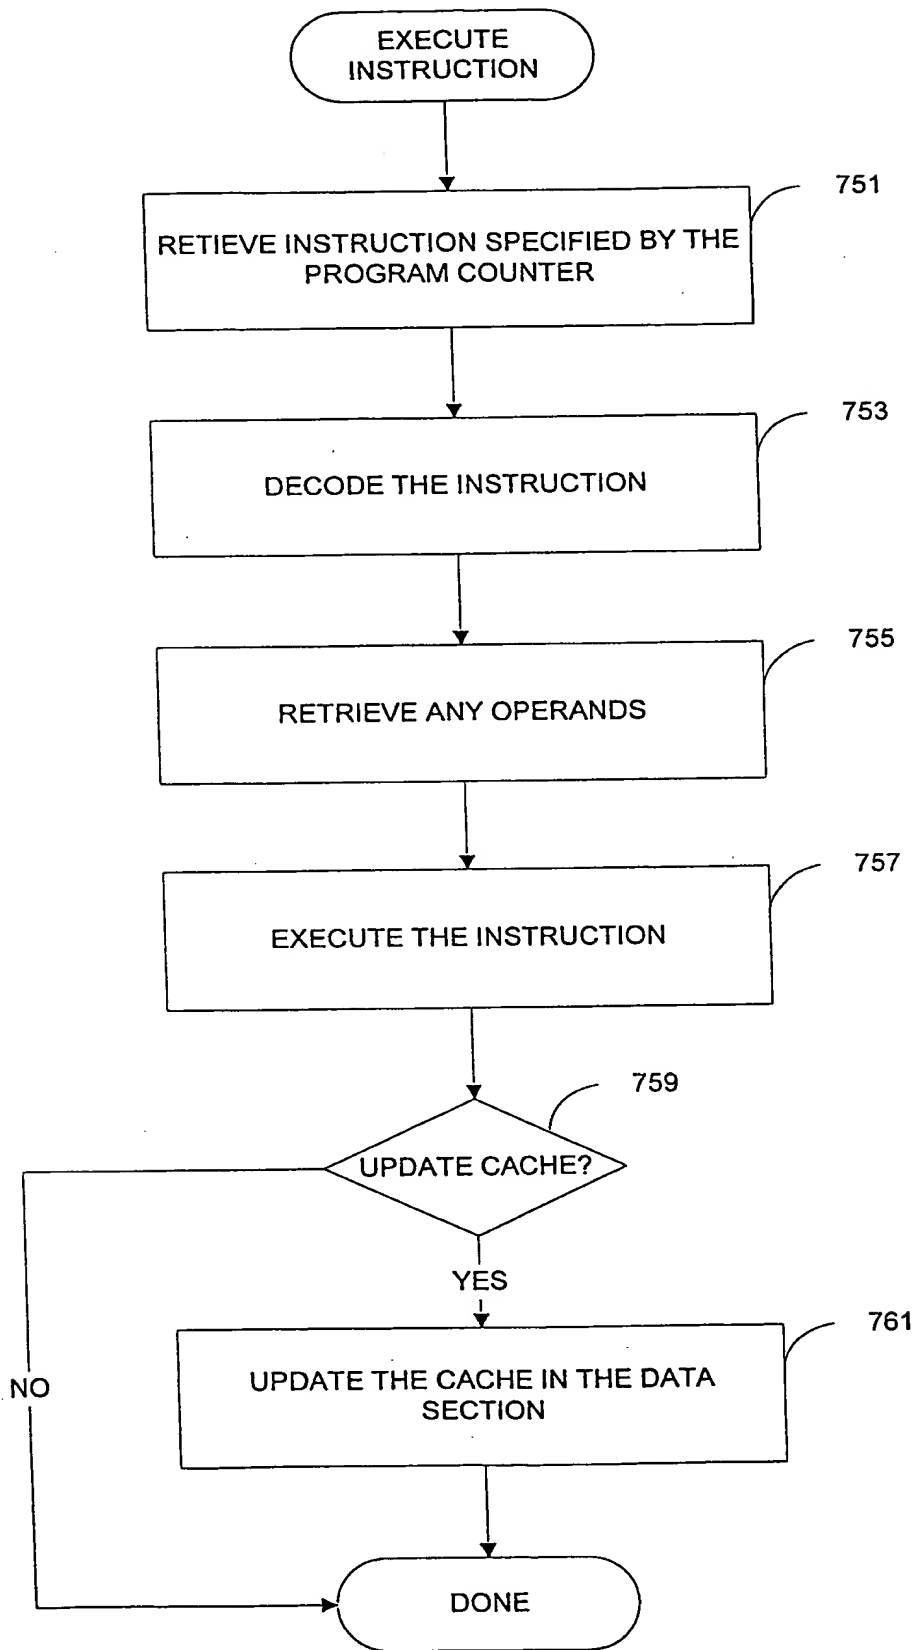 EXECUTE
INSTRUCTION
751
RETIEVE INSTRUCTION SPECIFIED BY THE
PROGRAM COUNTER
753
DECODE THE INSTRUCTION
755
RETRIEVE ANY OPERANDS
757
EXECUTE THE INSTRUCTION
759
UPDATE CACHE?
YES
761
UPDATE THE CACHE IN THE DATA
SECTION
NO
DONE